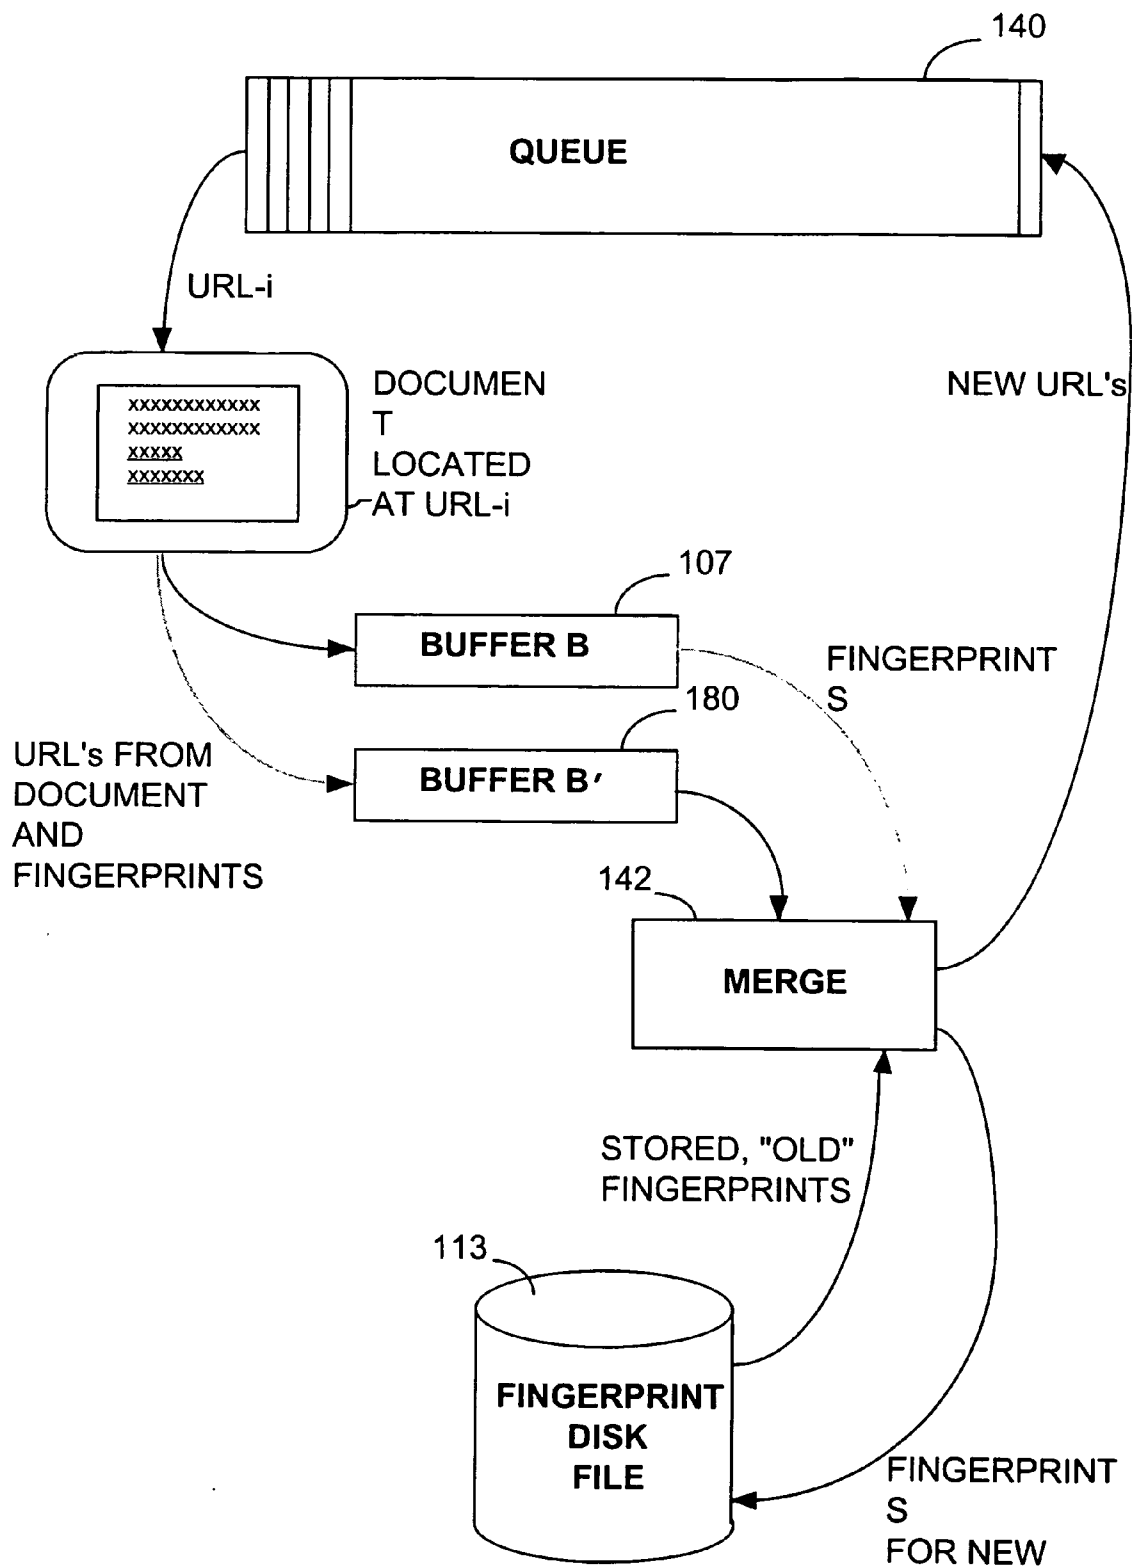 140
QUEUE
URL-i
DOCUMEN
T
LOCATED
AT URL-i
NEW URL's
XXXXXXXXXXXX
XXXXXXXXXXXX
XXXXX
XXXXXXX
107
BUFFER B
FINGERPRINT
S
180
BUFFER B′
URL's FROM
DOCUMENT
AND
FINGERPRINTS
142
MERGE
STORED, "OLD"
FINGERPRINTS
113
FINGERPRINT
DISK
FILE
FINGERPRINT
S
FOR NEW